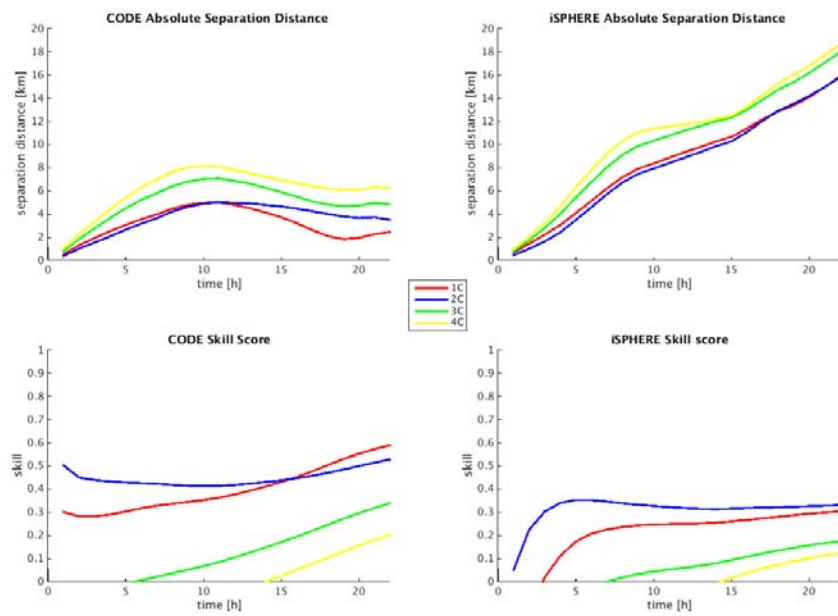 CODE Absolute Separation Distance
20
18
16
14
12
10
8
6
4
2
0
separation distance [km]
0 5 10 15 20
time [h]
iSPHERE Absolute Separation Distance
20
18
16
14
12
10
8
6
4
2
0
separation distance [km]
0 5 10 15 20
time [h]
1C
2C
3C
4C
CODE Skill Score
1
0.9
0.8
0.7
0.6
0.5
0.4
0.3
0.2
0.1
0
skill
0 5 10 15 20
time [h]
iSPHERE Skill score
1
0.9
0.8
0.7
0.6
0.5
0.4
0.3
0.2
0.1
0
skill
0 5 10 15 20
time [h]